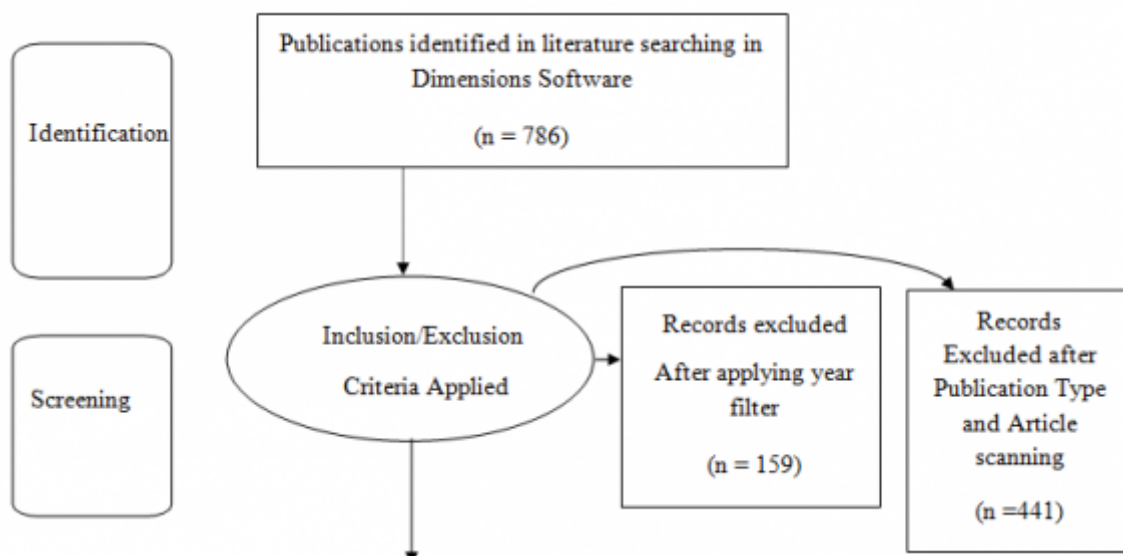 Publications identified in literature searching in
Dimensions Software
(n = 786)
Identification
Inclusion/Exclusion
Criteria Applied
Records excluded
After applying year
filter
(n = 159)
Records
Excluded after
Publication Type
and Article
scanning
(n =441)
Screening